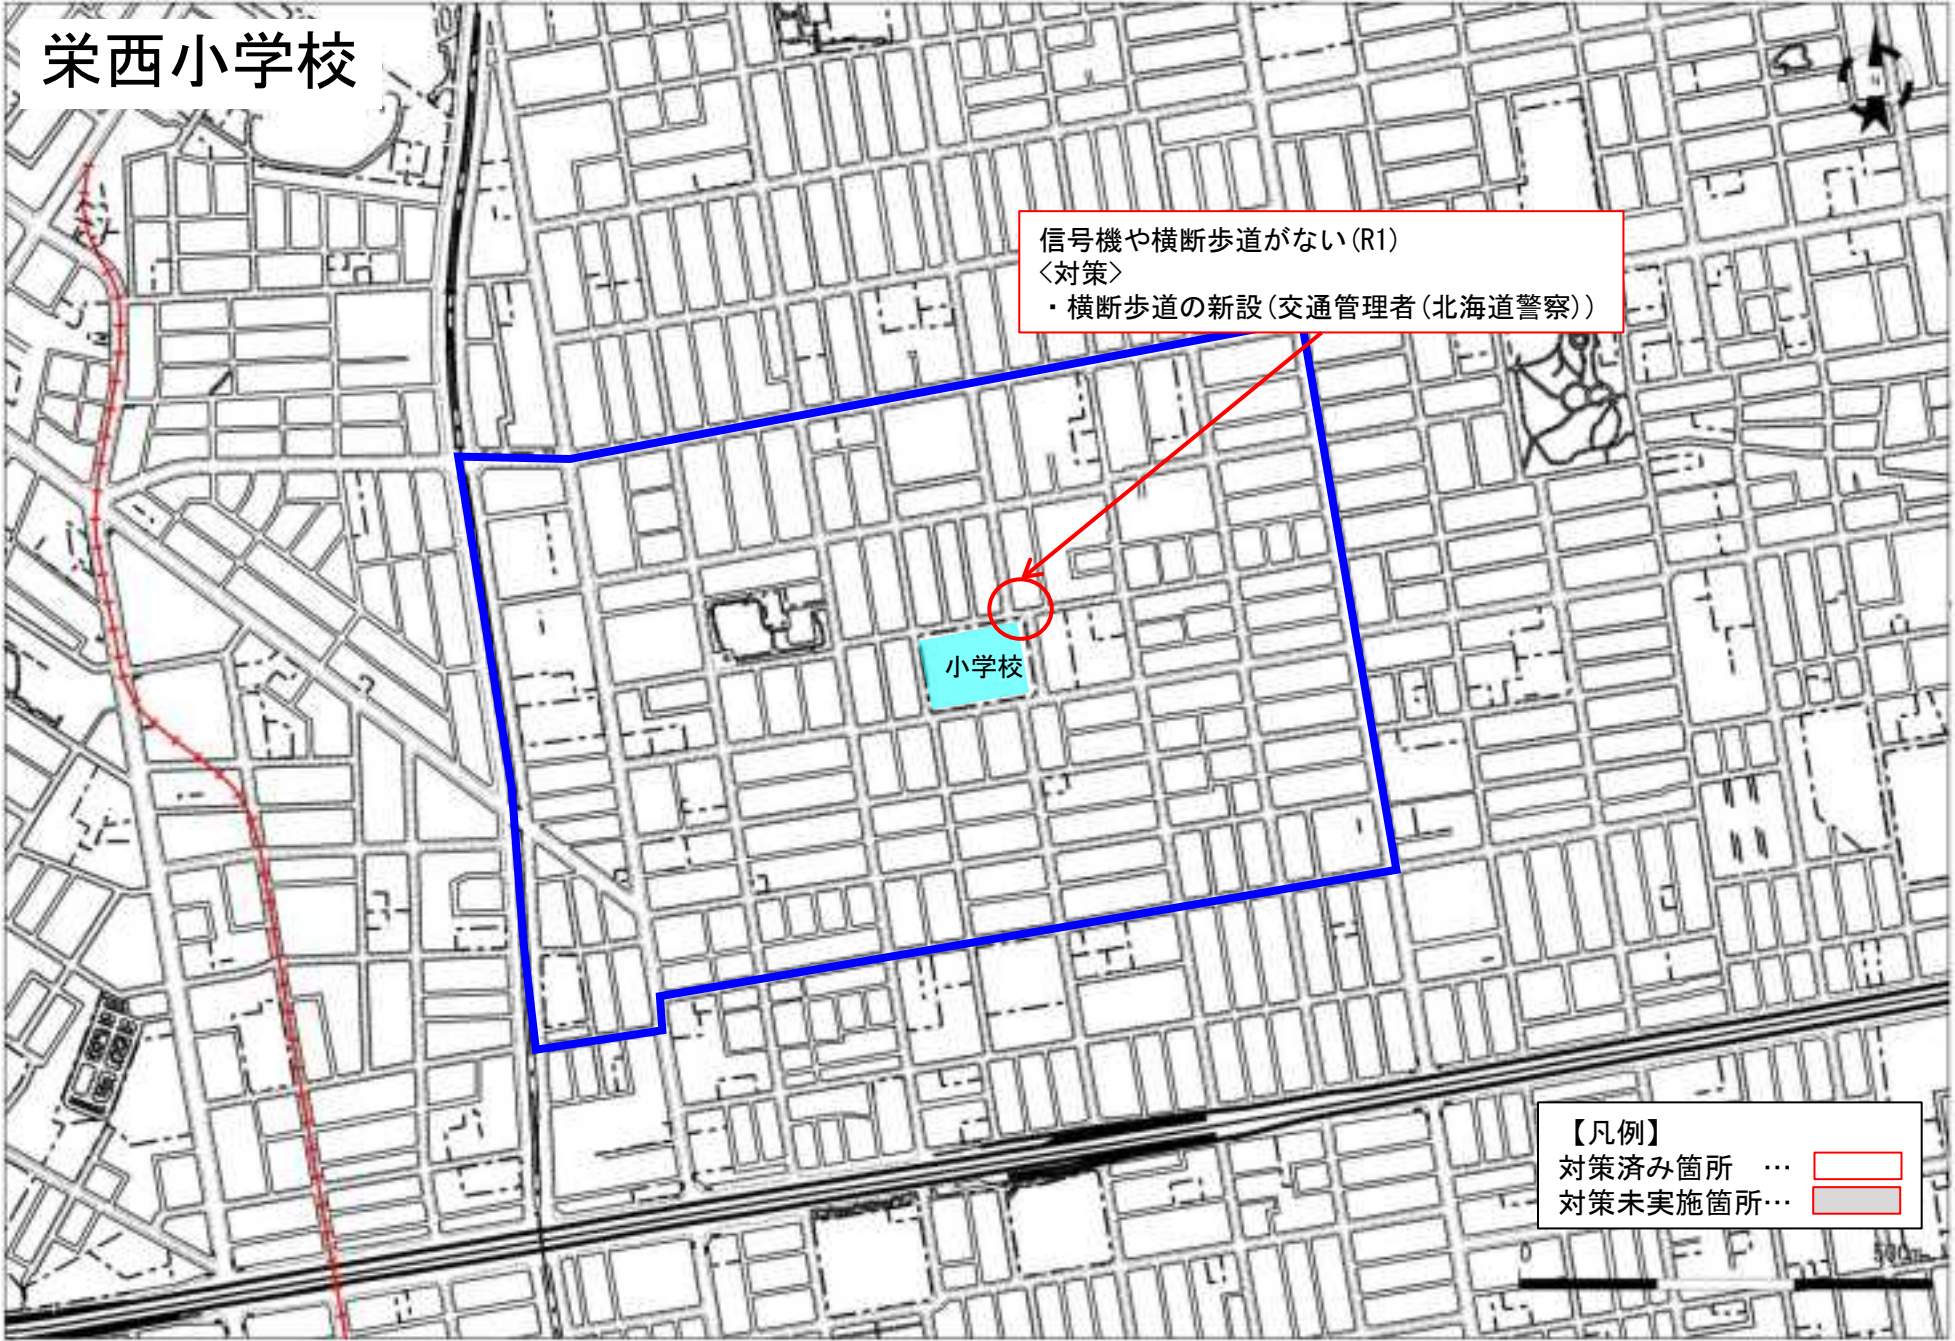 栄西小学校
信号機や横断歩道がない(R1)
<対策>
・横断歩道の新設(交通管理者(北海道警察))
小学校
【凡例】
対策済み箇所 …
対策未実施箇所…
0 500m